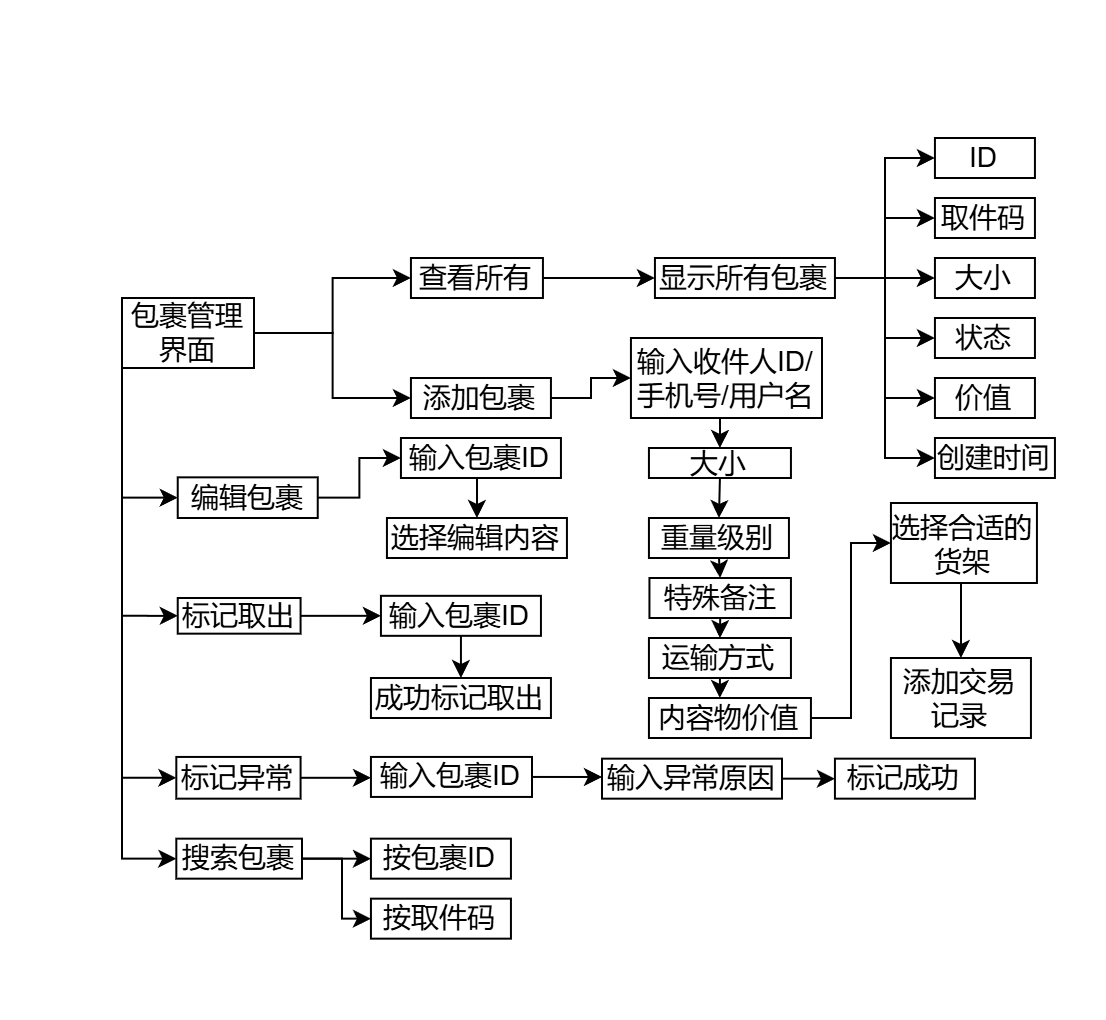 ID
取件码
查看所有
显示所有包裹
大小
包裹管理
界面
状态
输入收件人ID/
手机号/用户名
添加包裹
价值
输入包裹ID
大小
创建时间
编辑包裹
选择编辑内容
重量级别
选择合适的
货架
特殊备注
标记取出
输入包裹ID
运输方式
成功标记取出
内容物价值
添加交易
记录
标记异常
输入包裹ID
输入异常原因
标记成功
搜索包裹
按包裹ID
按取件码